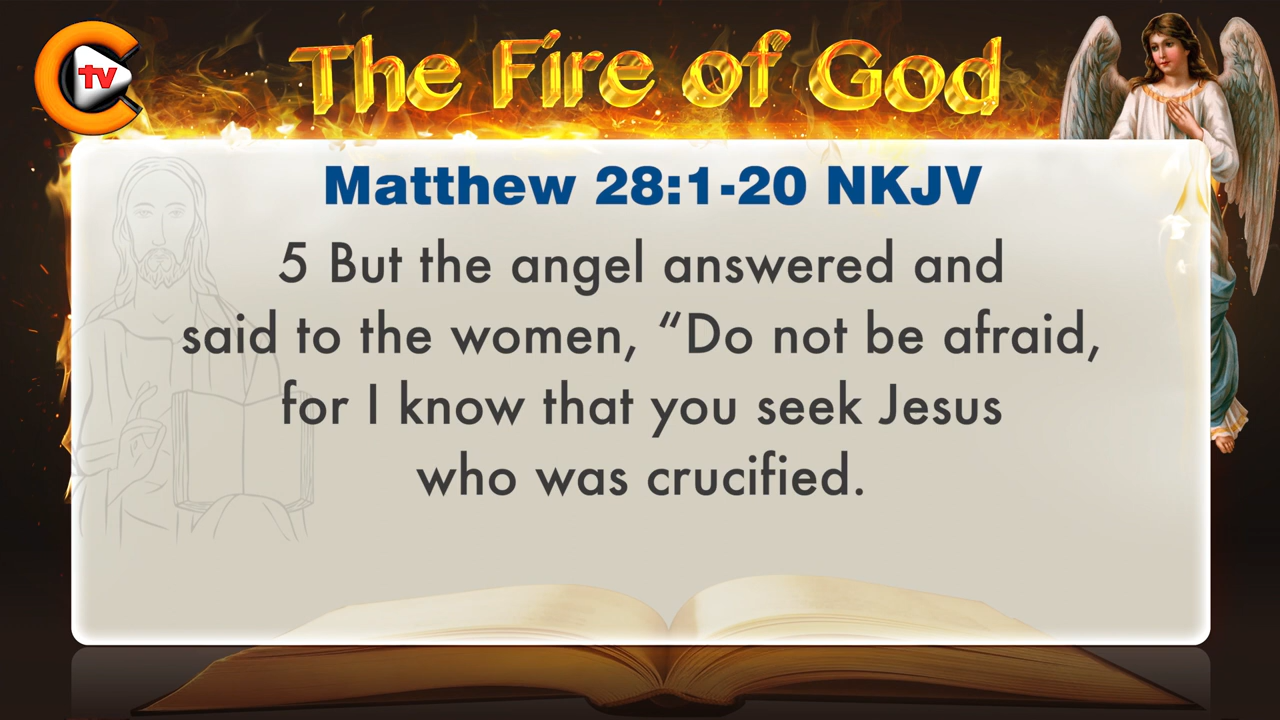 tv
The Fire of God
Matthew 28:1-20 NKJV
5 But the angel answered and
said to the women, “Do not be afraid,
for I know that you seek Jesus
who was crucified.